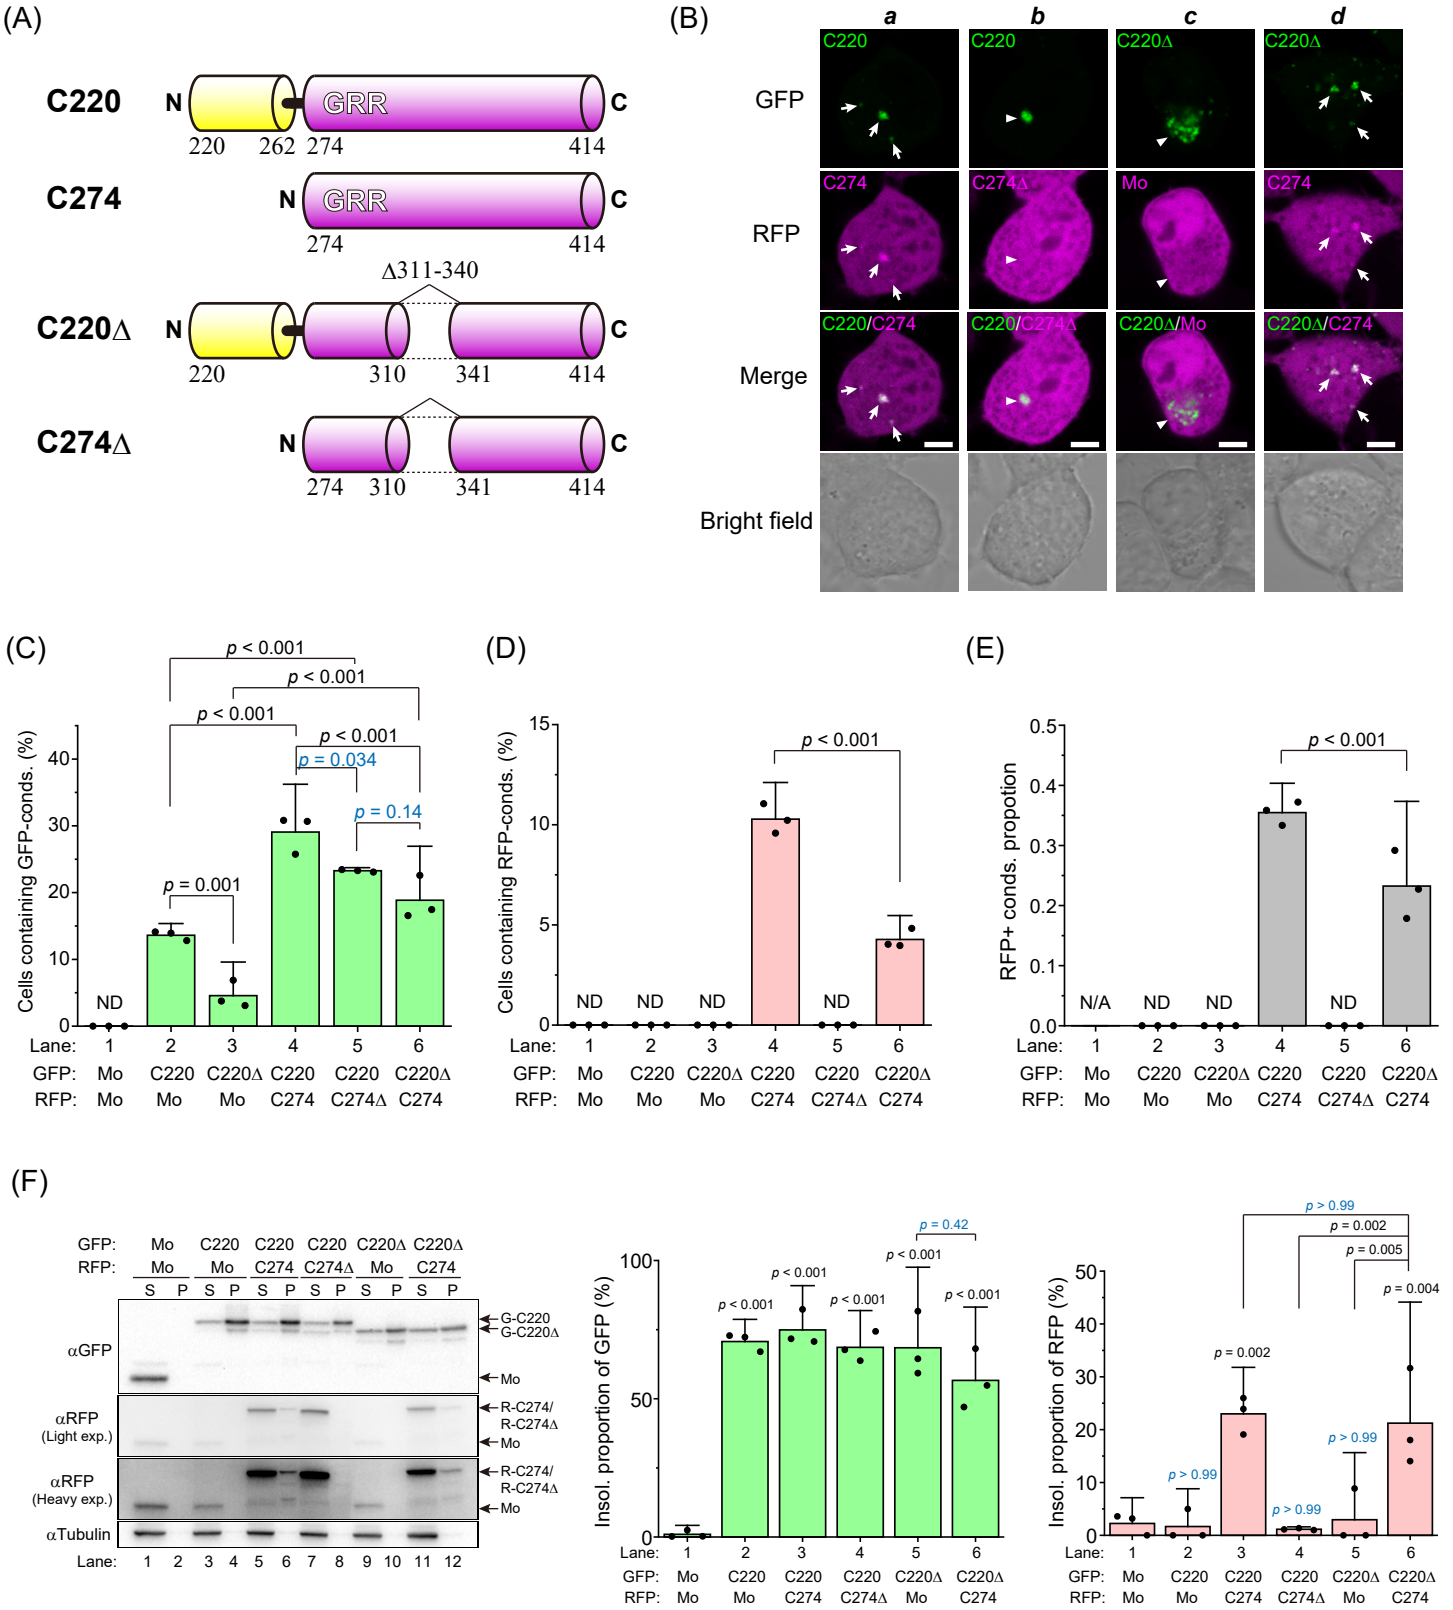 (A)
C220 N GRR C
220 262 274 414
C274 N GRR C
274 414
Δ311-340
C220Δ N C
220 310 341 414
C274Δ N C
274 310 341 414
(B)
a b c d
GFP C220 C220 C220Δ C220Δ
RFP C274 C274Δ Mo C274
Merge C220/C274 C220/C274Δ C220Δ/Mo C220Δ/C274
Bright field
(C)
Cells containing GFP-conds. (%)
0 10 20 30 40
p < 0.001
p < 0.001
p < 0.001
p < 0.001
p = 0.034
p = 0.14
p = 0.001
ND
Lane: 1 2 3 4 5 6
GFP: Mo C220 C220Δ C220 C220 C220Δ
RFP: Mo Mo Mo C274 C274Δ C274
(D)
Cells containing RFP-conds. (%)
0 5 10 15
p < 0.001
ND ND ND ND
Lane: 1 2 3 4 5 6
GFP: Mo C220 C220Δ C220 C220 C220Δ
RFP: Mo Mo Mo C274 C274Δ C274
(E)
RFP+ conds. propotion
0.0 0.1 0.2 0.3 0.4 0.5
p < 0.001
N/A ND ND ND
Lane: 1 2 3 4 5 6
GFP: Mo C220 C220Δ C220 C220 C220Δ
RFP: Mo Mo Mo C274 C274Δ C274
(F)
GFP: Mo C220 C220 C220 C220Δ C220Δ
RFP: Mo Mo C274 C274Δ Mo C274
S P S P S P S P S P S P
αGFP
G-C220
G-C220Δ
Mo
αRFP
(Light exp.)
R-C274/
R-C274Δ
Mo
αRFP
(Heavy exp.)
R-C274/
R-C274Δ
Mo
αTubulin
Lane: 1 2 3 4 5 6 7 8 9 10 11 12
Insol. proportion of GFP (%)
0 50 100
p = 0.42
p < 0.001
p < 0.001
p < 0.001
p < 0.001
p < 0.001
Lane: 1 2 3 4 5 6
GFP: Mo C220 C220 C220 C220Δ C220Δ
RFP: Mo Mo C274 C274Δ Mo C274
Insol. proportion of RFP (%)
0 10 20 30 40 50
p > 0.99
p = 0.002
p = 0.005
p = 0.004
p = 0.002
p > 0.99
p > 0.99
p > 0.99
Lane: 1 2 3 4 5 6
GFP: Mo C220 C220 C220 C220Δ C220Δ
RFP: Mo Mo C274 C274Δ Mo C274